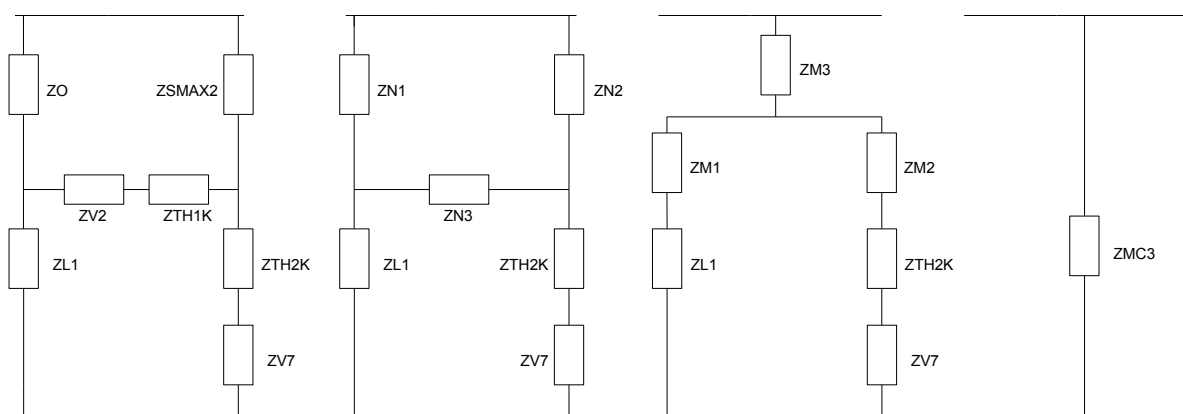 ZO
ZSMAX2
ZV2
ZTH1K
ZL1
ZTH2K
ZV7
ZN1
ZN2
ZN3
ZL1
ZTH2K
ZV7
ZM3
ZM1
ZM2
ZL1
ZTH2K
ZV7
ZMC3